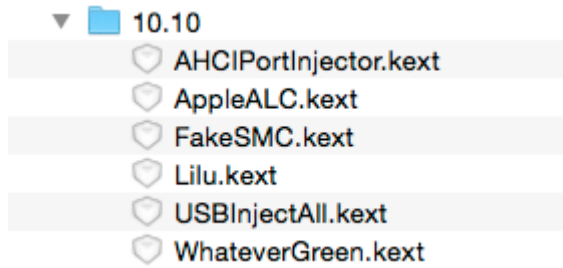 10.10
AHCIPortInjector.kext
AppleALC.kext
FakeSMC.kext
Lilu.kext
USBInjectAll.kext
WhateverGreen.kext